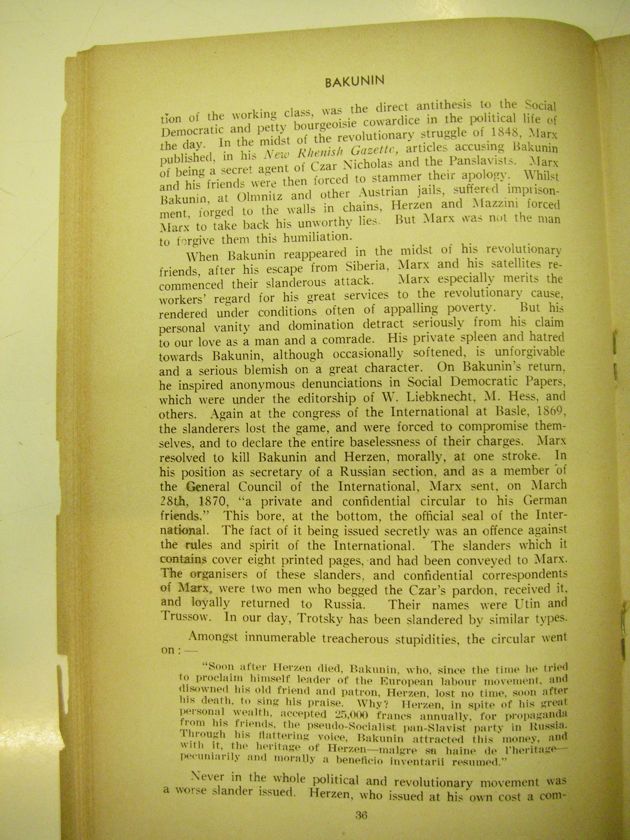 BAKUNIN
tion of the working class, was the direct antithesis to the Social
Democratic and petty bourgeoisie cowardice in the political life of
the day. In the midst of the revolutionary struggle of 1848, Marx
published, in his New Rhenish Gazette, articles accusing Bakunin
of being a secret agent of Czar Nicholas and the Panslavists. Marx
and his friends were then forced to stammer their apology. Whilst
Bakunin, at Olmnitz and other Austrian jails, suffered imprison-
ment, forged to the walls in chains, Herzen and Mazzini forced
Marx to take back his unworthy lies. But Marx was not the man
to forgive them this humiliation.
When Bakunin reappeared in the midst of his revolutionary
friends, after his escape from Siberia, Marx and his satellites re-
commenced their slanderous attack. Marx especially merits the
workers' regard for his great services to the revolutionary cause,
rendered under conditions often of appalling poverty. But his
personal vanity and domination detract seriously from his claim
to our love as a man and a comrade. His private spleen and hatred
towards Bakunin, although occasionally softened, is unforgivable
and a serious blemish on a great character. On Bakunin's return,
he inspired anonymous denunciations in Social Democratic Papers,
which were under the editorship of W. Liebknecht, M. Hess, and
others. Again at the congress of the International at Basle, 1869,
the slanderers lost the game, and were forced to compromise them-
selves, and to declare the entire baselessness of their charges. Marx
resolved to kill Bakunin and Herzen, morally, at one stroke. In
his position as secretary of a Russian section, and as a member of
the General Council of the International, Marx sent, on March
28th, 1870, "a private and confidential circular to his German
friends." This bore, at the bottom, the official seal of the Inter-
national. The fact of it being issued secretly was an offence against
the rules and spirit of the International. The slanders which it
contains cover eight printed pages, and had been conveyed to Marx.
The organisers of these slanders, and confidential correspondents
of Marx, were two men who begged the Czar's pardon, received it,
and loyally returned to Russia. Their names were Utin and
Trussow. In our day, Trotsky has been slandered by similar types.
Amongst innumerable treacherous stupidities, the circular went
on:—
"Soon after Herzen died, Bakunin, who, since the time he tried
to proclaim himself leader of the European labour movement, and
disowned his old friend and patron, Herzen, lost no time, soon after
his death, to sing his praise. Why? Herzen, in spite of his great
personal wealth, accepted 25,000 francs annually, for propaganda
from his friends, the pseudo-Socialist pan-Slavist party in Russia.
Through his flattering voice, Bakunin attracted this money, and
with it, the heritage of Herzen—malgre sa haine de l'heritage—
pecuniarily and morally a beneficio inventarii resumed."
Never in the whole political and revolutionary movement was
a worse slander issued. Herzen, who issued at his own cost a com-
36